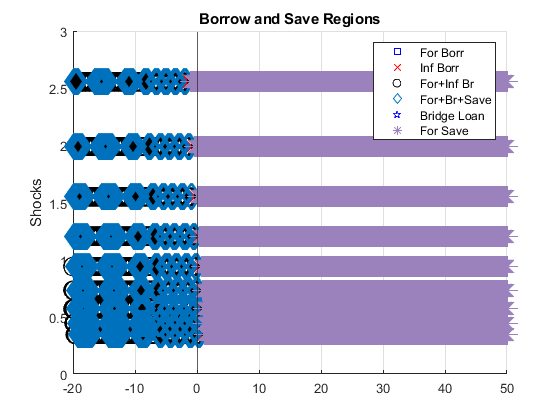 Borrow and Save Regions
3
2.5
2
1.5
1
0.5
0
Shocks
For Borr
Inf Borr
For+Inf Br
For+Br+Save
Bridge Loan
For Save
-20
-10
0
10
20
30
40
50